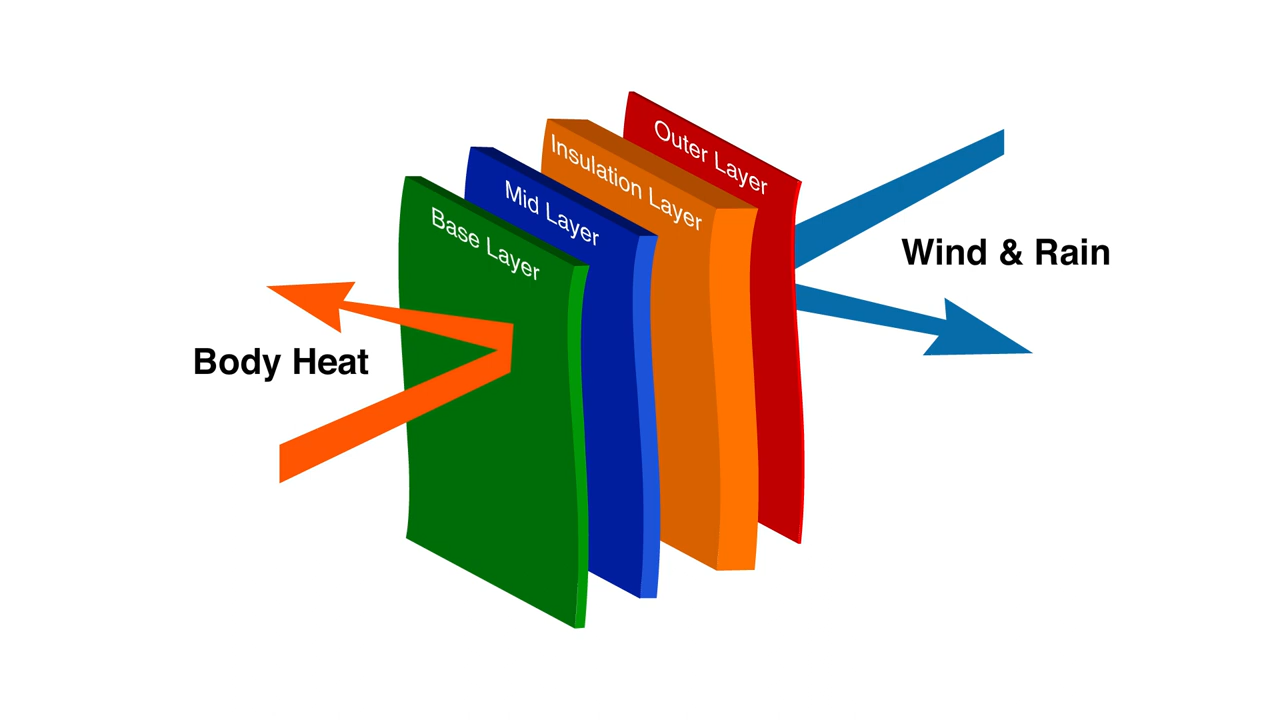 Outer Layer
Insulation Layer
Mid Layer
Base Layer
Wind & Rain
Body Heat